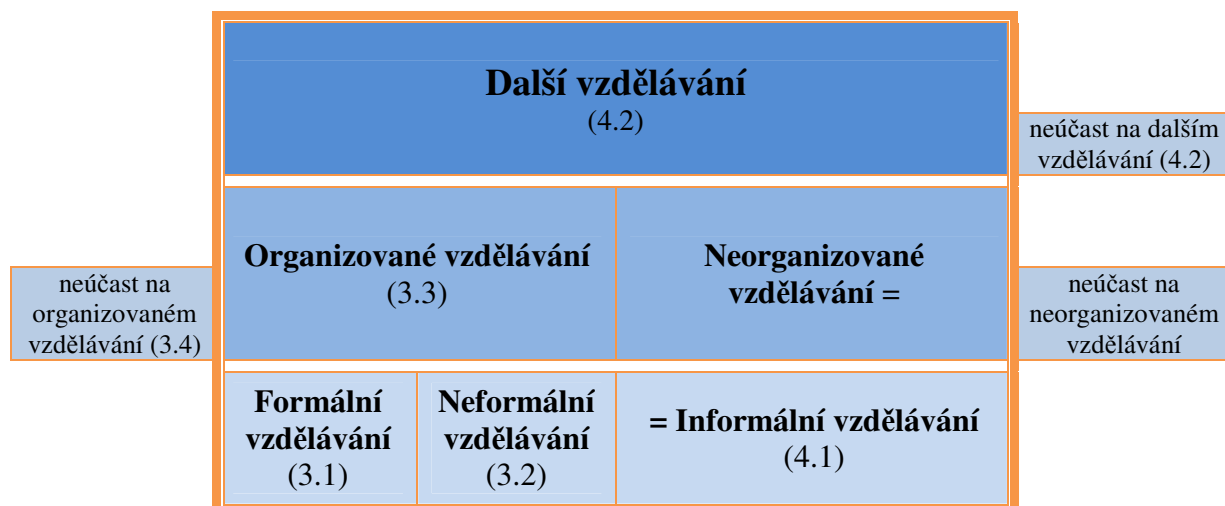 Další vzdělávání
(4.2)
neúčast na dalším
vzdělávání (4.2)
Organizované vzdělávání
(3.3)
Neorganizované
vzdělávání =
neúčast na
organizovaném
vzdělávání (3.4)
neúčast na
neorganizovaném
vzdělávání
Formální
vzdělávání
(3.1)
Neformální
vzdělávání
(3.2)
= Informální vzdělávání
(4.1)